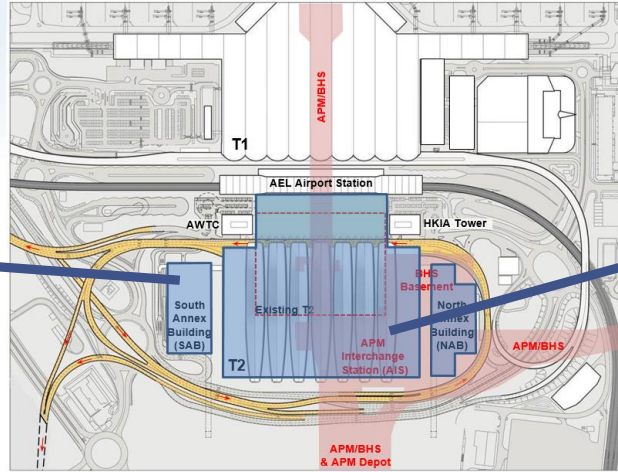 APM/BHS
T1
AEL Airport Station
AWTC
HKIA Tower
BHS
Basement
South
Annex
Building
(SAB)
Existing T2
North
Annex
Building
(NAB)
APM
Interchange
Station (AIS)
APM/BHS
T2
APM/BHS
& APM Depot